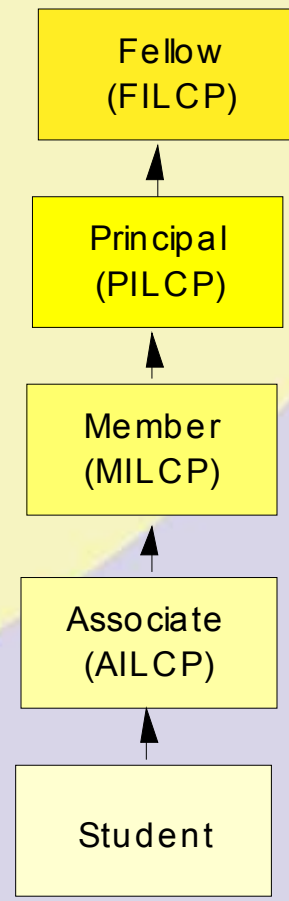 Fellow
(FILCP)
Principal
(PILCP)
Member
(MILCP)
Associate
(AILCP)
Student